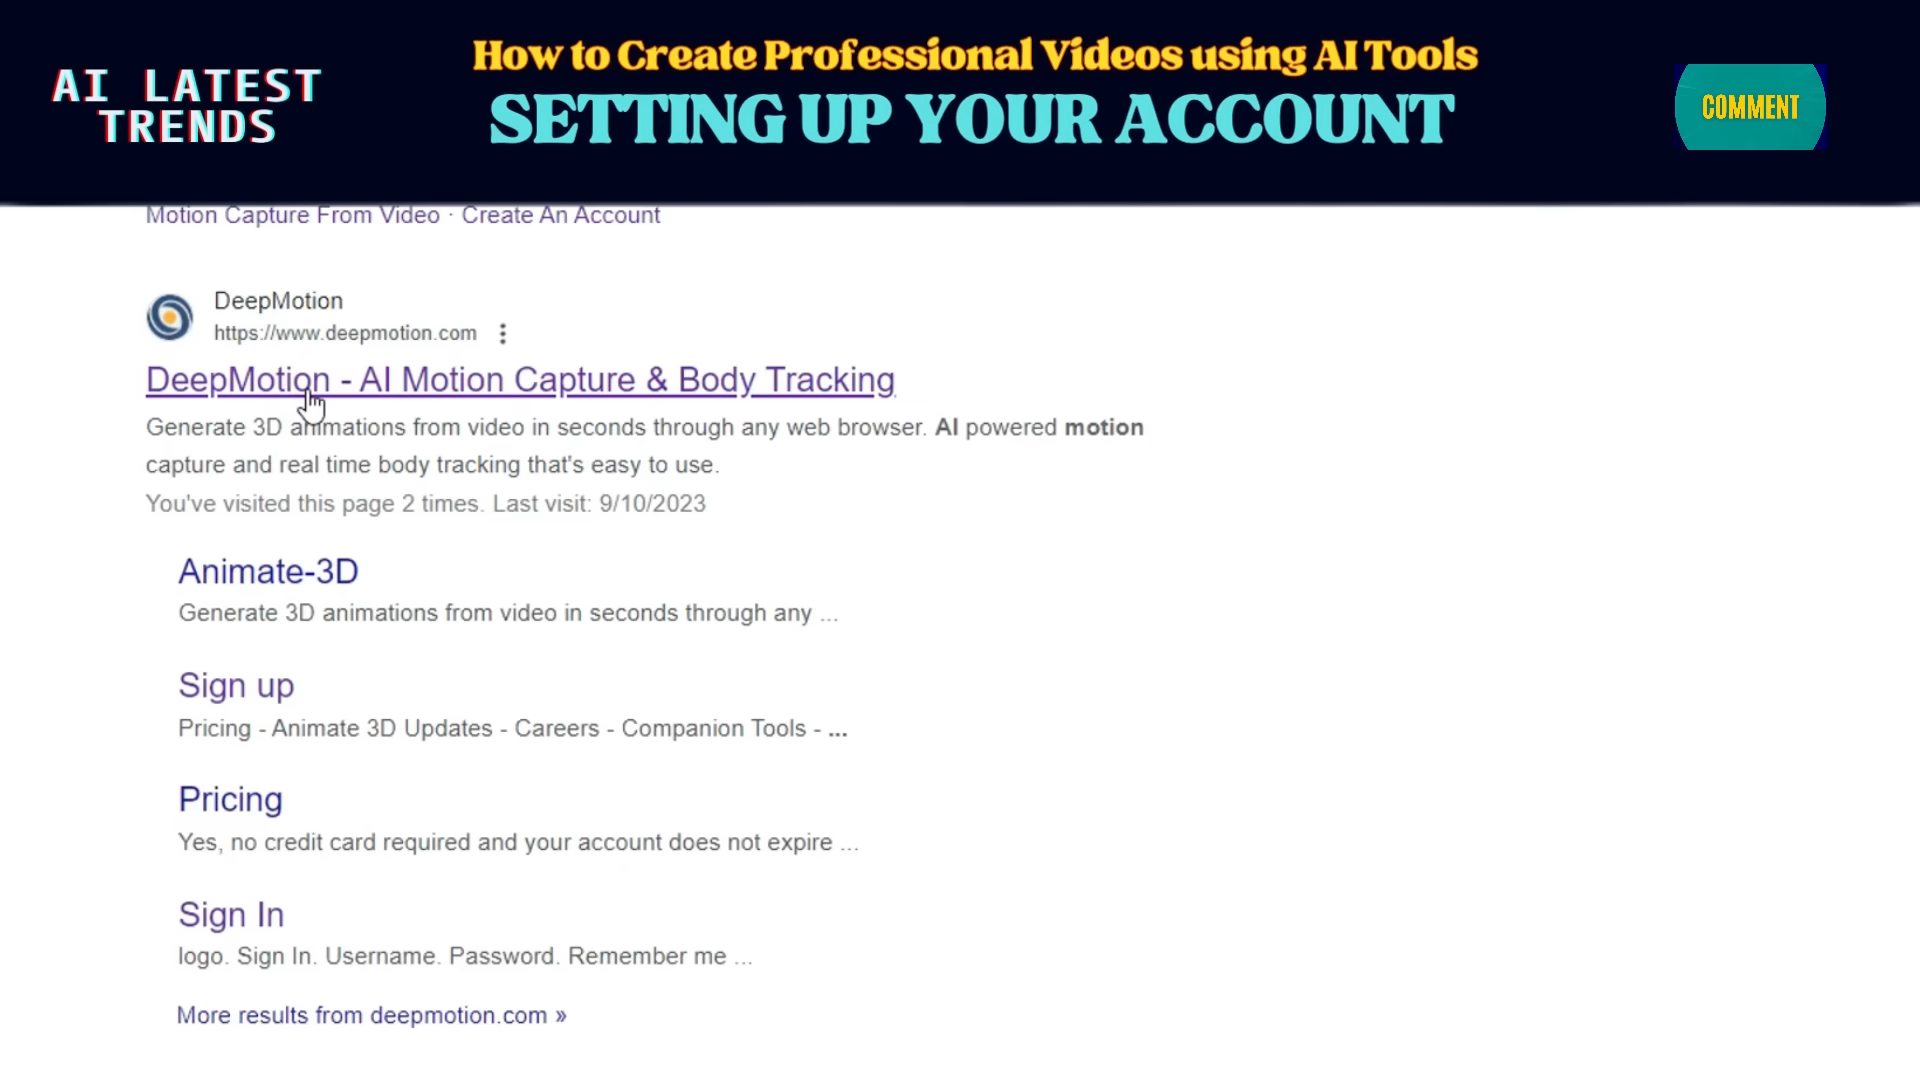 AI LATEST
TRENDS
How to Create Professional Videos using AI Tools
SETTING UP YOUR ACCOUNT
COMMENT
Motion Capture From Video · Create An Account
DeepMotion
https://www.deepmotion.com
DeepMotion - AI Motion Capture & Body Tracking
Generate 3D animations from video in seconds through any web browser. AI powered motion
capture and real time body tracking that's easy to use.
You've visited this page 2 times. Last visit: 9/10/2023
Animate-3D
Generate 3D animations from video in seconds through any ...
Sign up
Pricing - Animate 3D Updates - Careers - Companion Tools - ...
Pricing
Yes, no credit card required and your account does not expire ...
Sign In
logo. Sign In. Username. Password. Remember me ...
More results from deepmotion.com »